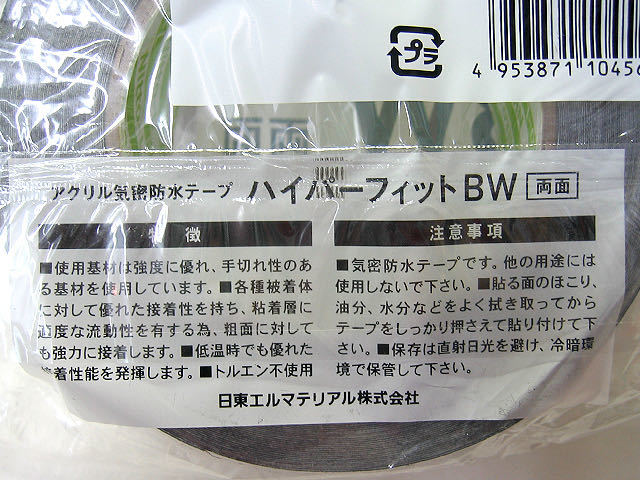 プラ
4 953871 10456
両面
アクリル気密防水テープ ハイパーフィットBW 両面
特徴
■使用基材は強度に優れ、手切れ性のあ
る基材を使用しています。■各種被着体
に対して優れた接着性を持ち、粘着層に
適度な流動性を有する為、粗面に対して
も強力に接着します。■低温時でも優れた
接着性能を発揮します。■トルエン不使用
注意事項
■気密防水テープです。他の用途には
使用しないで下さい。■貼る面のほこり、
油分、水分などをよく拭き取ってから
テープをしっかり押さえて貼り付けて下
さい。■保存は直射日光を避け、冷暗環
境で保管して下さい。
日東エルマテリアル株式会社